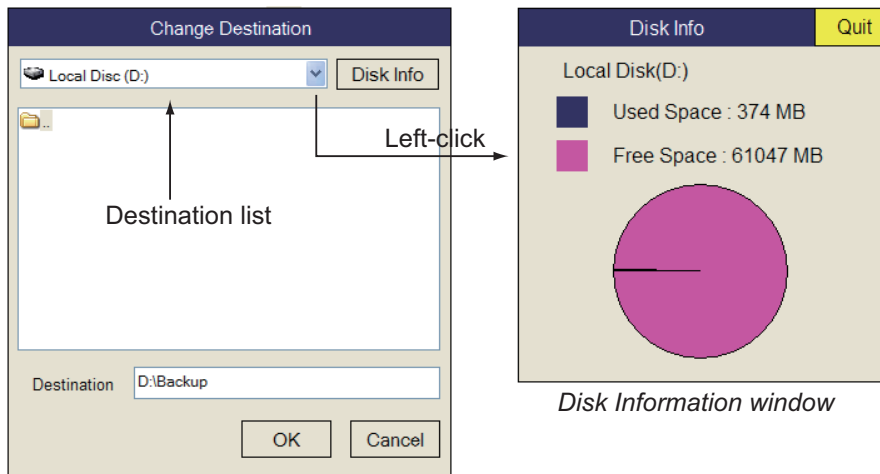 Change Destination
Local Disc (D:)
Disk Info
..
Left-click
Destination list
Destination
D:\Backup
OK
Cancel
Disk Info
Quit
Local Disk(D:)
Used Space : 374 MB
Free Space : 61047 MB
Disk Information window